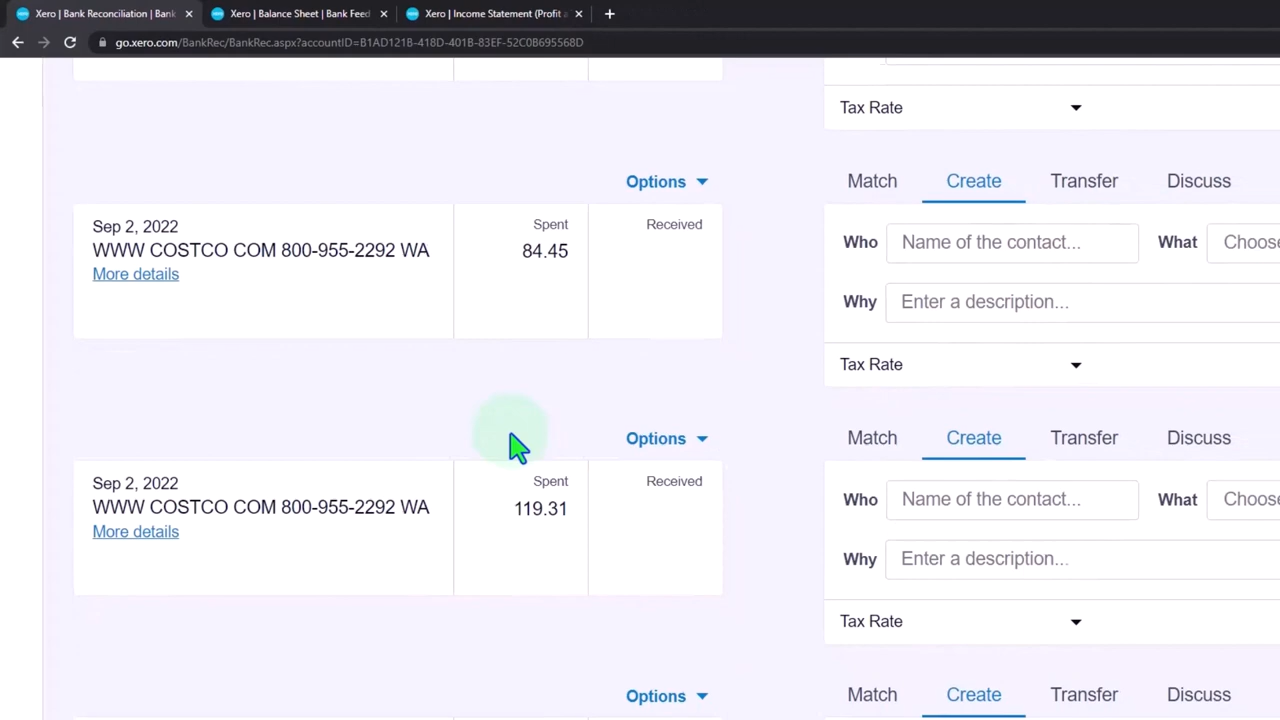 Xero | Bank Reconciliation | Bank
Xero | Balance Sheet | Bank Feed
Xero | Income Statement (Profit a
go.xero.com/BankRec/BankRec.aspx?accountID=B1AD121B-418D-401B-83EF-52C0B695568D
Tax Rate
Options
Match Create Transfer Discuss
Sep 2, 2022
WWW COSTCO COM 800-955-2292 WA
More details
Spent
84.45
Received
Who Name of the contact... What Choose
Why Enter a description...
Tax Rate
Options
Match Create Transfer Discuss
Sep 2, 2022
WWW COSTCO COM 800-955-2292 WA
More details
Spent
119.31
Received
Who Name of the contact... What Choose
Why Enter a description...
Tax Rate
Options
Match Create Transfer Discuss